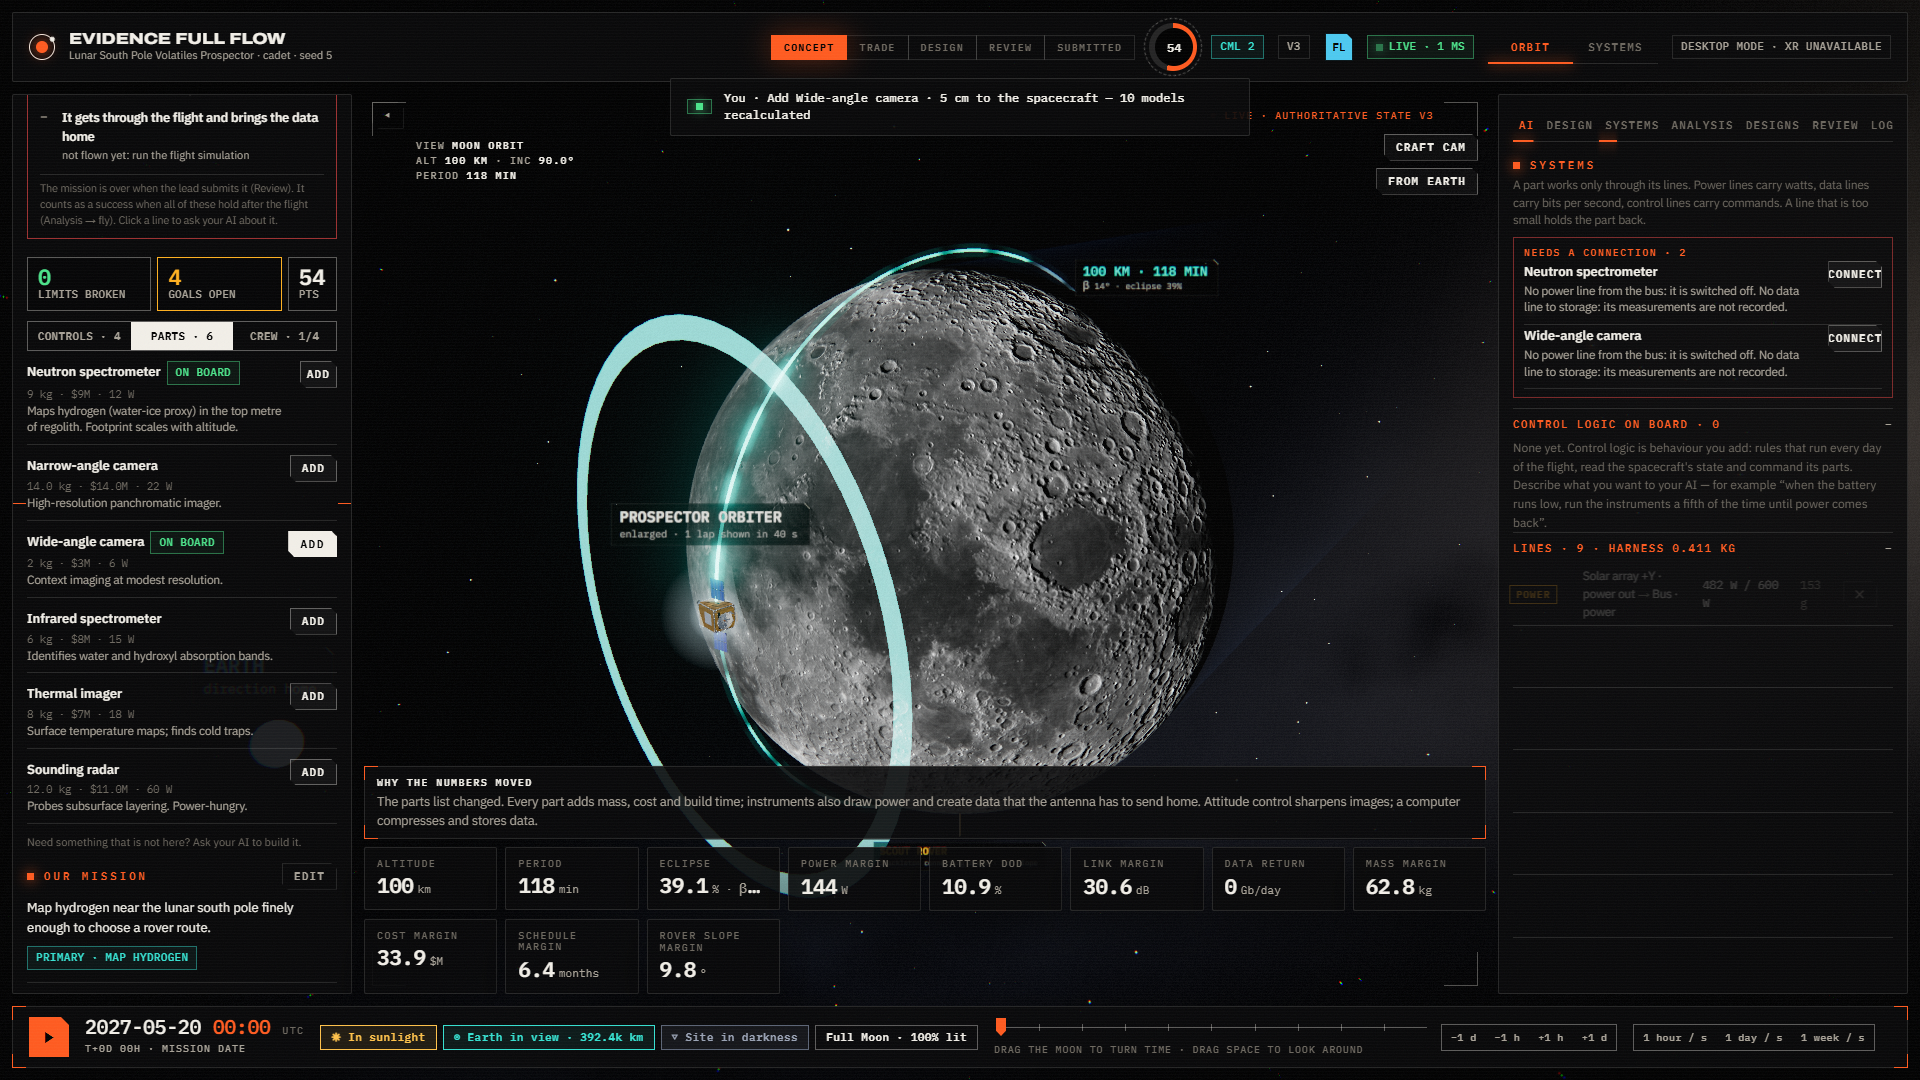 EVIDENCE FULL FLOW
Lunar South Pole Volatiles Prospector · cadet · seed 5
CONCEPT
TRADE
DESIGN
REVIEW
SUBMITTED
54
CML 2
V3
FL
LIVE · 1 MS
ORBIT
SYSTEMS
DESKTOP MODE · XR UNAVAILABLE
You · Add Wide-angle camera · 5 cm to the spacecraft — 10 models
recalculated
– It gets through the flight and brings the data
home
not flown yet: run the flight simulation
The mission is over when the lead submits it (Review). It
counts as a success when all of these hold after the flight
(Analysis → fly). Click a line to ask your AI about it.
0
LIMITS BROKEN
4
GOALS OPEN
54
PTS
CONTROLS · 4
PARTS · 6
CREW · 1/4
Neutron spectrometer ON BOARD ADD
9 kg · $9M · 12 W
Maps hydrogen (water-ice proxy) in the top metre
of regolith. Footprint scales with altitude.
Narrow-angle camera ADD
14.0 kg · $14.0M · 22 W
High-resolution panchromatic imager.
Wide-angle camera ON BOARD ADD
2 kg · $3M · 6 W
Context imaging at modest resolution.
Infrared spectrometer ADD
6 kg · $8M · 15 W
Identifies water and hydroxyl absorption bands.
EARTH
direction
Thermal imager ADD
8 kg · $7M · 18 W
Surface temperature maps; finds cold traps.
Sounding radar ADD
12.0 kg · $11.0M · 60 W
Probes subsurface layering. Power-hungry.
Need something that is not here? Ask your AI to build it.
OUR MISSION EDIT
Map hydrogen near the lunar south pole finely
enough to choose a rover route.
PRIMARY · MAP HYDROGEN
◂
VIEW MOON ORBIT
ALT 100 KM · INC 90.0°
PERIOD 118 MIN
LIVE · AUTHORITATIVE STATE V3
CRAFT CAM
FROM EARTH
100 KM · 118 MIN
β 14° · eclipse 39%
PROSPECTOR ORBITER
enlarged · 1 lap shown in 40 s
WHY THE NUMBERS MOVED
The parts list changed. Every part adds mass, cost and build time; instruments also draw power and create data that the antenna has to send home. Attitude control sharpens images; a computer
compresses and stores data.
ALTITUDE
100 km
PERIOD
118 min
ECLIPSE
39.1 % · β…
POWER MARGIN
144 W
BATTERY DOD
10.9 %
LINK MARGIN
30.6 dB
DATA RETURN
0 Gb/day
MASS MARGIN
62.8 kg
COST MARGIN
33.9 $M
SCHEDULE
MARGIN
6.4 months
ROVER SLOPE
MARGIN
9.8 °
AI
DESIGN
SYSTEMS
ANALYSIS
DESIGNS
REVIEW
LOG
SYSTEMS
A part works only through its lines. Power lines carry watts, data lines
carry bits per second, control lines carry commands. A line that is too
small holds the part back.
NEEDS A CONNECTION · 2
Neutron spectrometer CONNECT
No power line from the bus: it is switched off. No data
line to storage: its measurements are not recorded.
Wide-angle camera CONNECT
No power line from the bus: it is switched off. No data
line to storage: its measurements are not recorded.
CONTROL LOGIC ON BOARD · 0 –
None yet. Control logic is behaviour you add: rules that run every day
of the flight, read the spacecraft's state and command its parts.
Describe what you want to your AI — for example “when the battery
runs low, run the instruments a fifth of the time until power comes
back”.
LINES · 9 · HARNESS 0.411 KG –
POWER
Solar array +Y ·
power out → Bus ·
power
482 W / 600
W
153
g
×
2027-05-20 00:00 UTC
T+0D 00H · MISSION DATE
In sunlight
Earth in view · 392.4k km
▽ Site in darkness
Full Moon · 100% lit
DRAG THE MOON TO TURN TIME · DRAG SPACE TO LOOK AROUND
−1 d
−1 h
+1 h
+1 d
1 hour / s
1 day / s
1 week / s